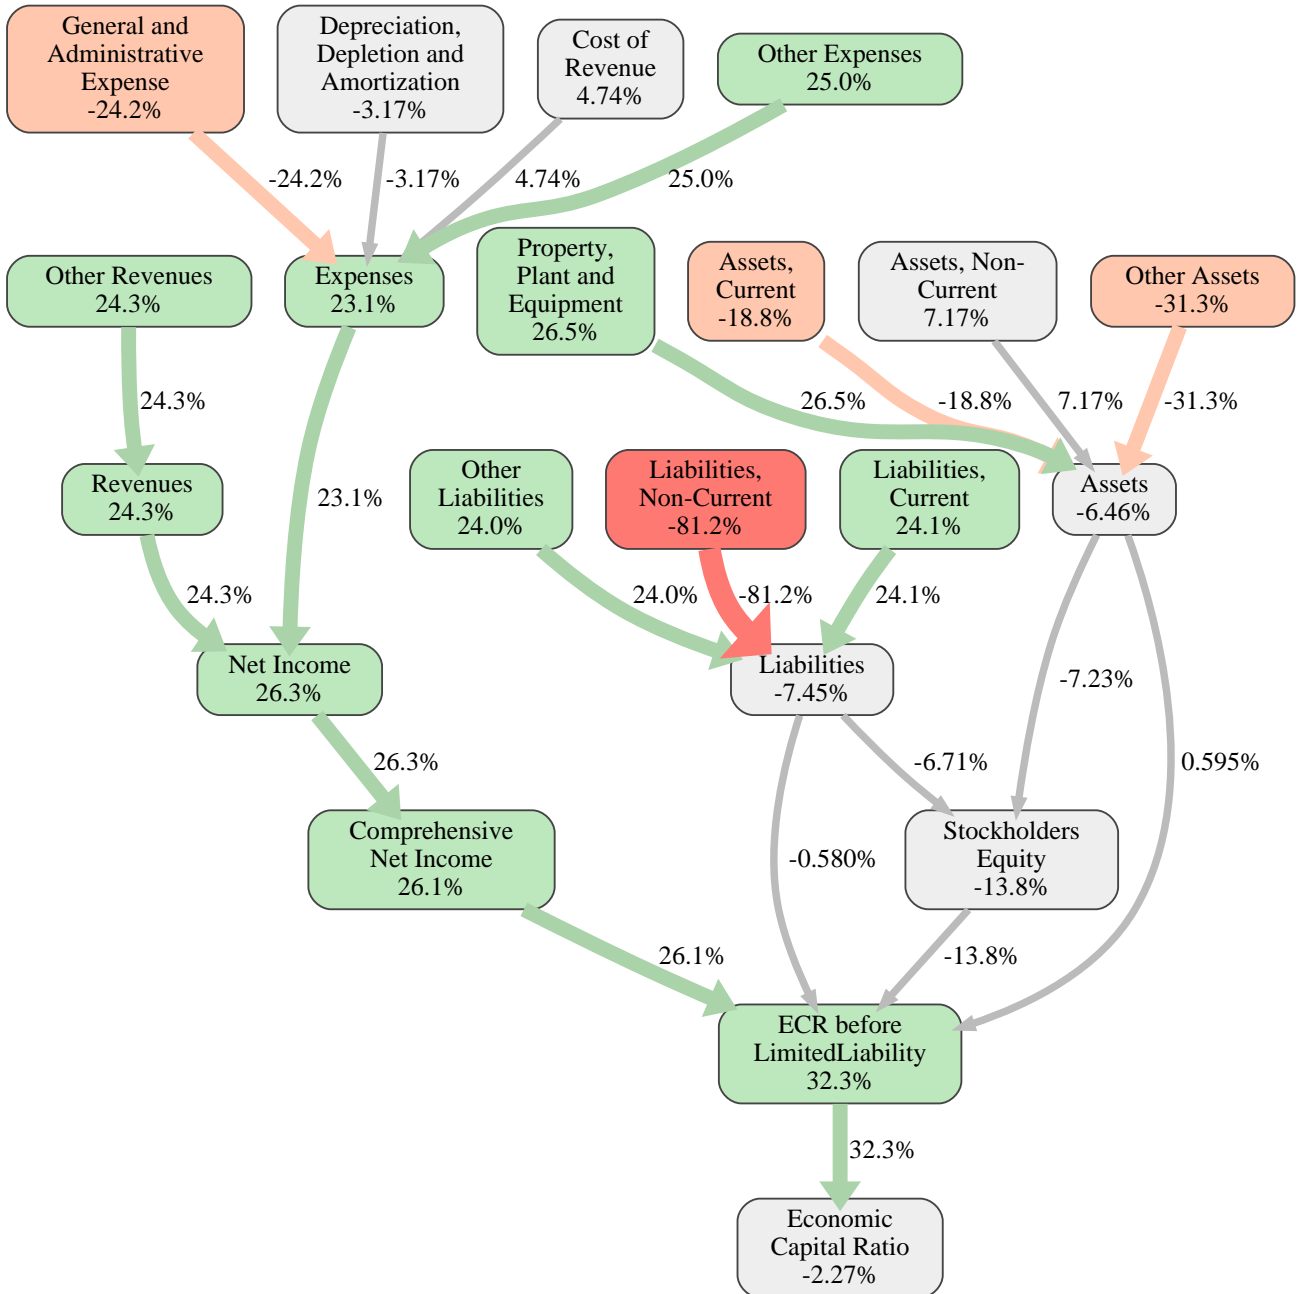 General and
Administrative
Expense
-24.2%
Depreciation,
Depletion and
Amortization
-3.17%
Cost of
Revenue
4.74%
Other Expenses
25.0%
-24.2%
-3.17%
4.74%
25.0%
Other Revenues
24.3%
Expenses
23.1%
Property,
Plant and
Equipment
26.5%
Assets,
Current
-18.8%
Assets, Non-
Current
7.17%
Other Assets
-31.3%
24.3%
26.5%
-18.8%
7.17%
-31.3%
Revenues
24.3%
23.1%
Other
Liabilities
24.0%
Liabilities,
Non-Current
-81.2%
Liabilities,
Current
24.1%
Assets
-6.46%
24.3%
24.0%
-81.2%
24.1%
Net Income
26.3%
Liabilities
-7.45%
-7.23%
26.3%
-6.71%
0.595%
Comprehensive
Net Income
26.1%
-0.580%
Stockholders
Equity
-13.8%
26.1%
-13.8%
ECR before
LimitedLiability
32.3%
32.3%
Economic
Capital Ratio
-2.27%